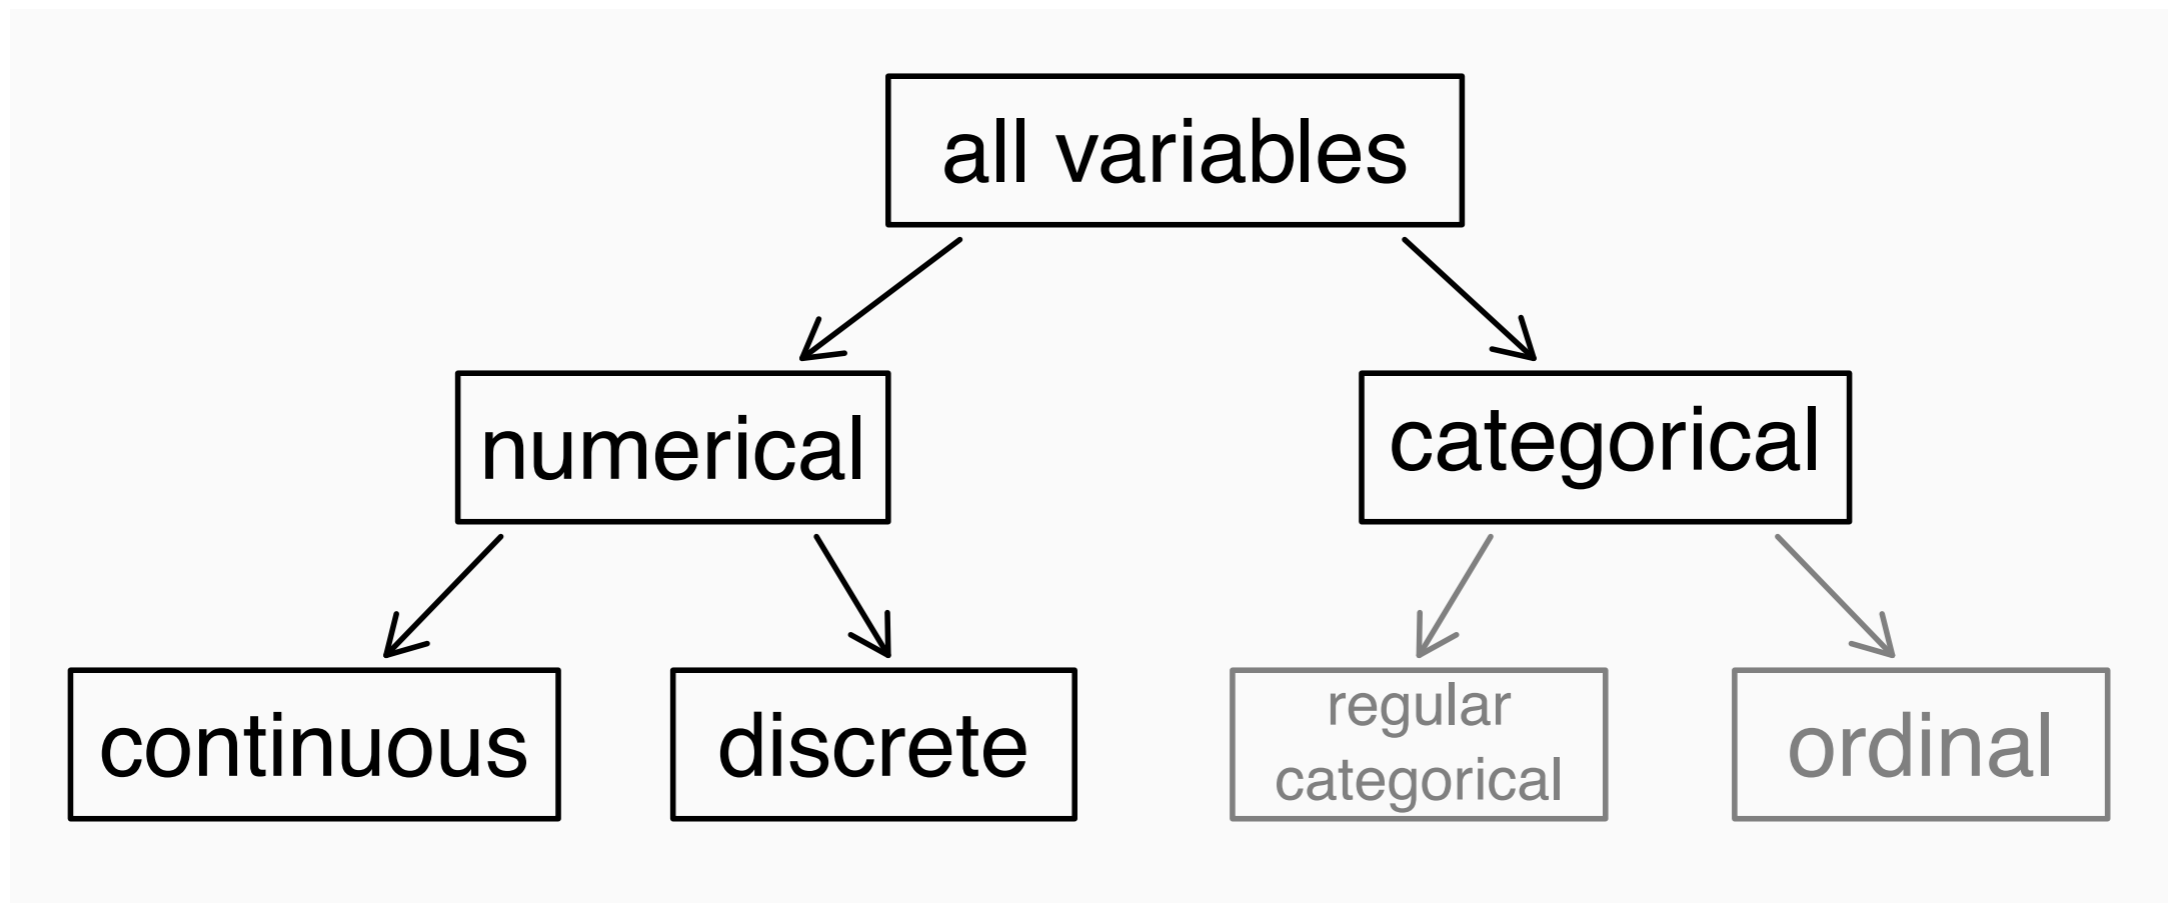 all variables
numerical
categorical
continuous
discrete
regular
categorical
ordinal